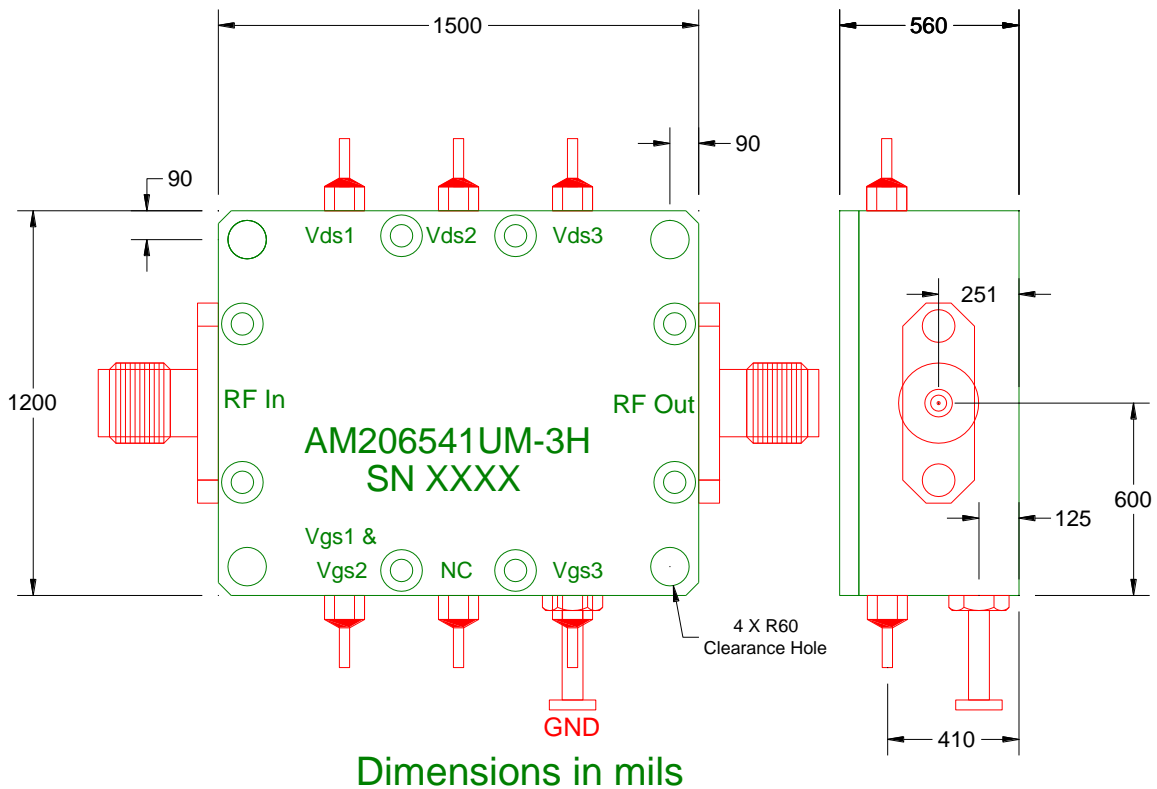 1500
560
90
90
Vds1
Vds2
Vds3
251
1200
RF In
RF Out
AM206541UM-3H
SN XXXX
600
125
Vgs1 &
Vgs2
NC
Vgs3
4 X R60
Clearance Hole
GND
410
Dimensions in mils